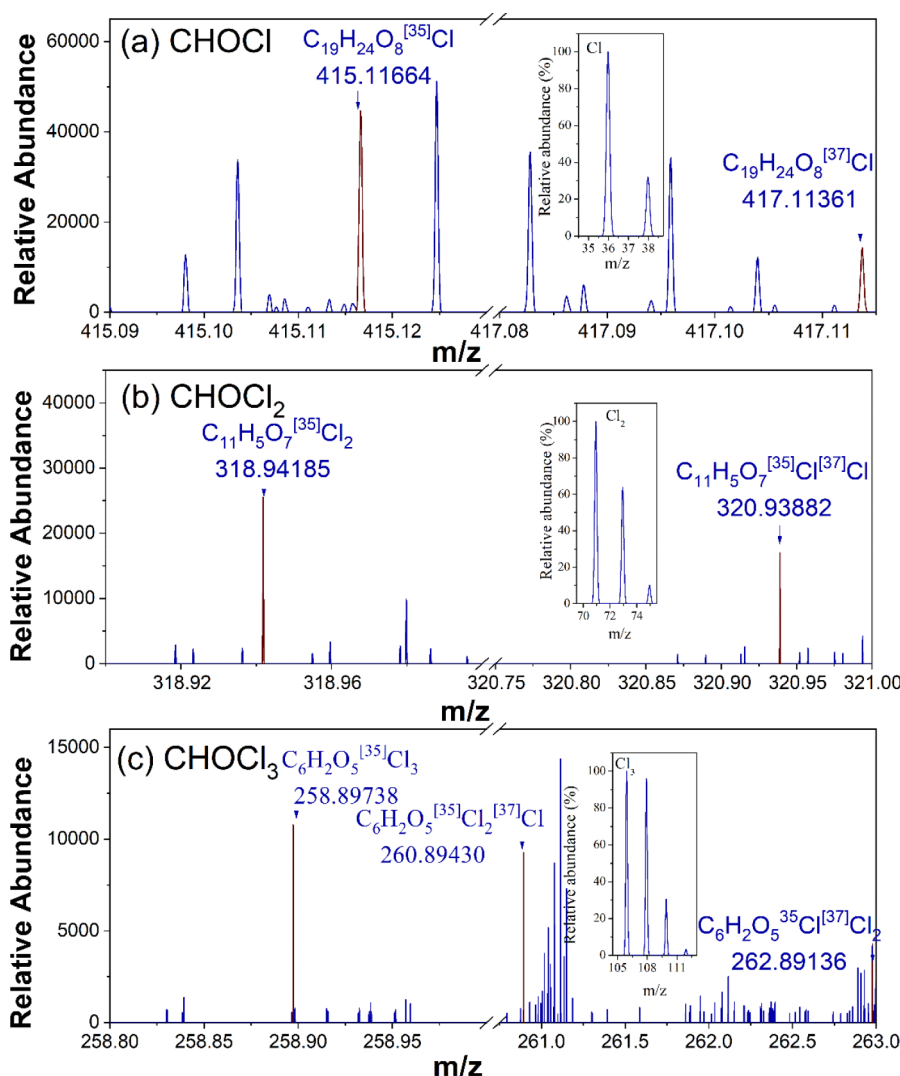 (a) CHOCl
C19H24O8[35]Cl
415.11664
C19H24O8[37]Cl
417.11361
Relative Abundance
60000
40000
20000
0
415.09 415.10 415.11 415.12 417.08 417.09 417.10 417.11
m/z
Cl
Relative abundance (%)
100
80
60
40
20
0
35 36 37 38
m/z
(b) CHOCl2
C11H5O7[35]Cl2
318.94185
C11H5O7[35]Cl[37]Cl
320.93882
Relative Abundance
40000
30000
20000
10000
0
318.92 318.96 320.75 320.80 320.85 320.90 320.95 321.00
m/z
Cl2
Relative abundance (%)
100
80
60
40
20
0
70 72 74
m/z
(c) CHOCl3
C6H2O5[35]Cl3
258.89738
C6H2O5[35]Cl2[37]Cl
260.89430
C6H2O5 35Cl[37]Cl2
262.89136
Relative Abundance
15000
10000
5000
0
258.80 258.85 258.90 258.95 261.0 261.5 262.0 262.5 263.0
m/z
Cl3
Relative abundance (%)
100
80
60
40
20
0
105 108 111
m/z